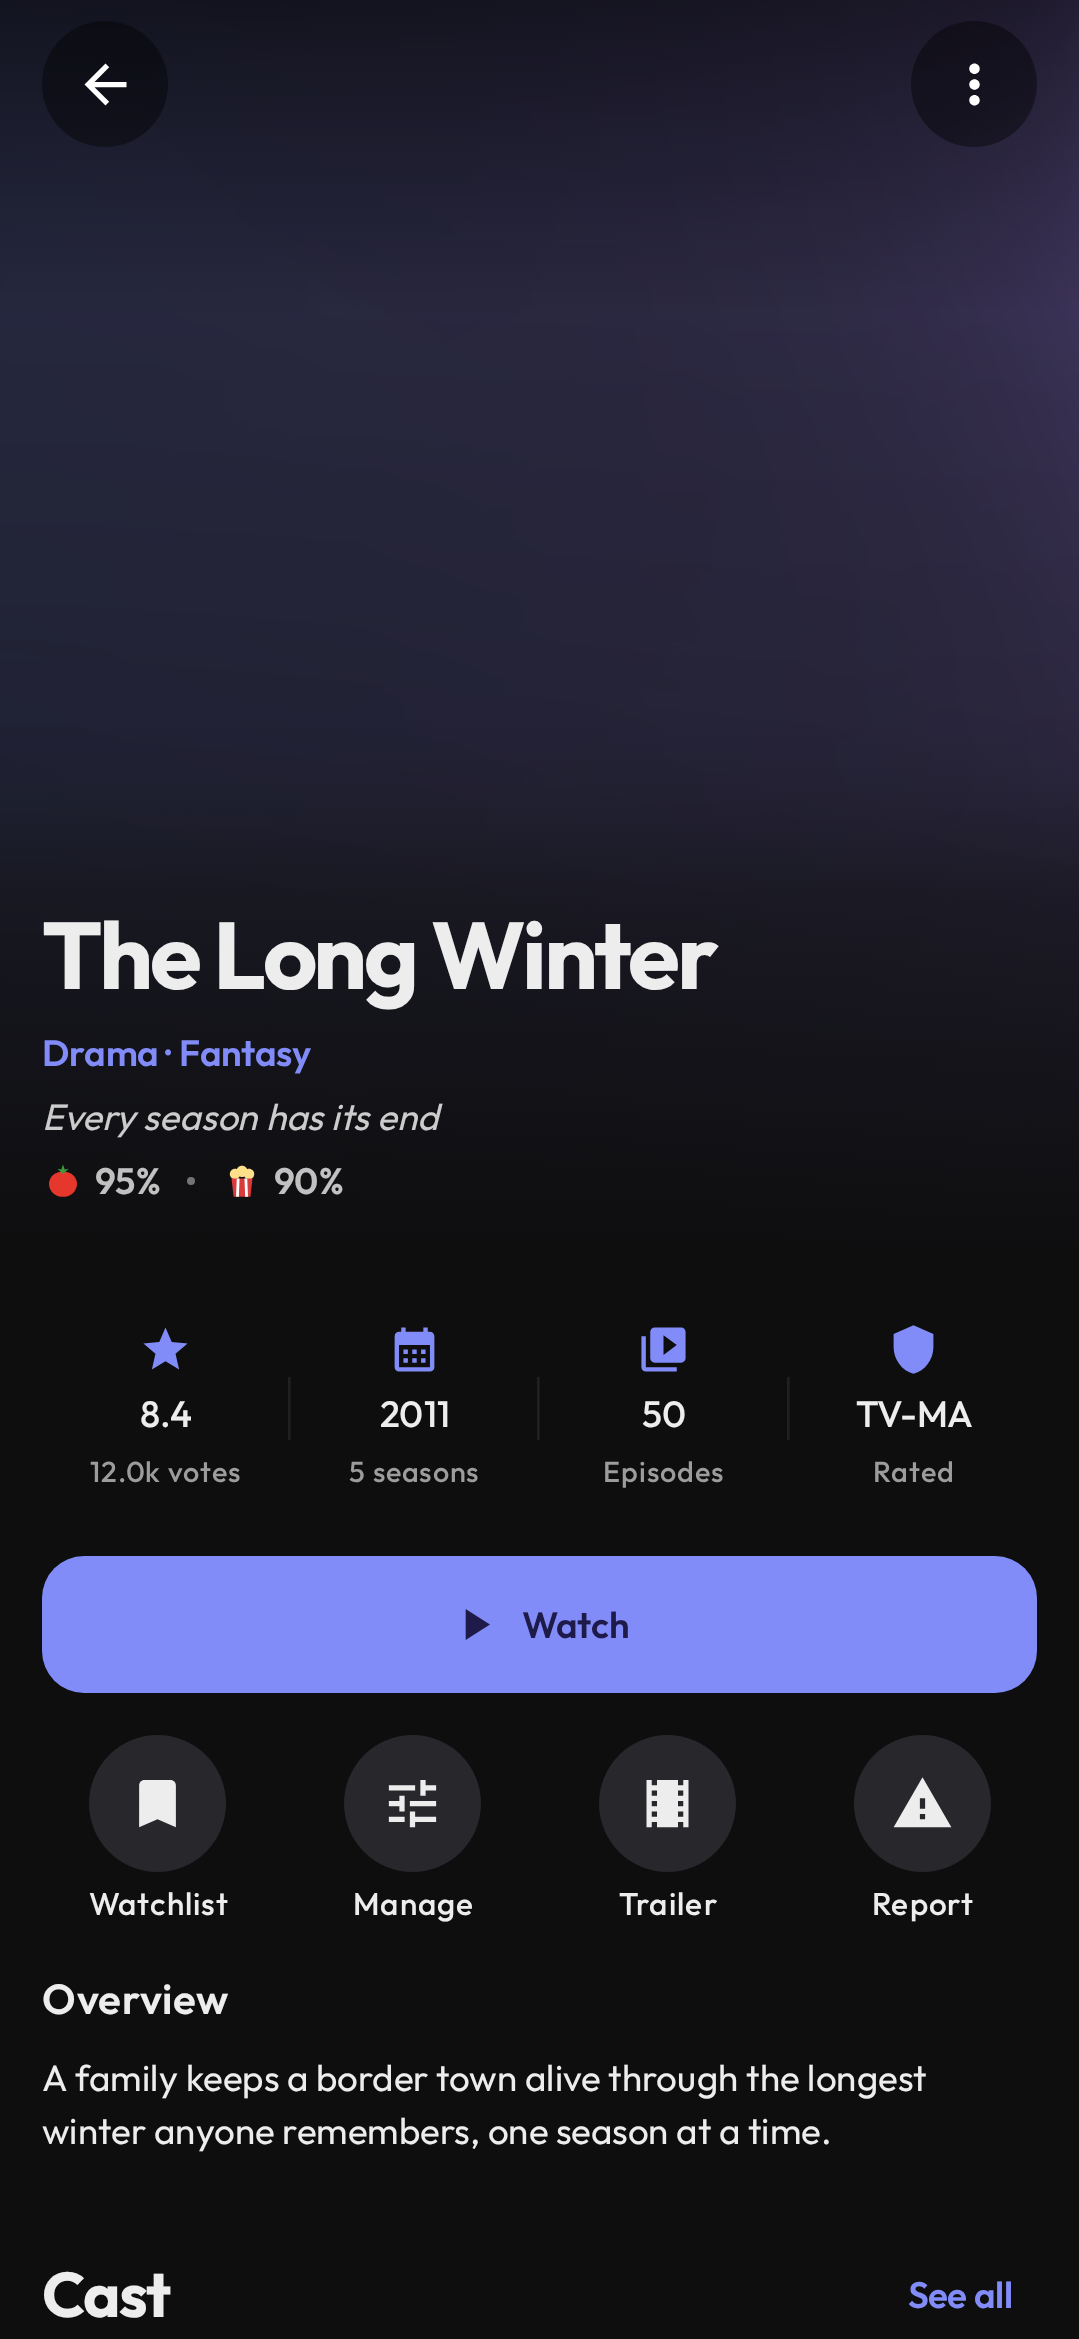 The Long Winter
Drama · Fantasy
Every season has its end
95% • 90%
8.4
12.0k votes
2011
5 seasons
50
Episodes
TV-MA
Rated
Watch
Watchlist
Manage
Trailer
Report
Overview
A family keeps a border town alive through the longest
winter anyone remembers, one season at a time.
Cast
See all